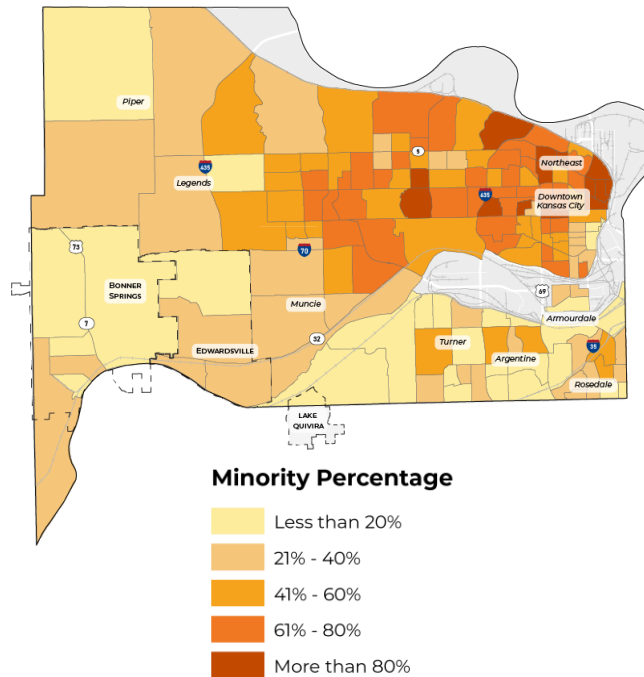 Piper
5
Northeast
635
435
Legends
Downtown
Kansas City
73
70
BONNER
SPRINGS
69
Muncie
7
Armourdale
32
Turner
EDWARDSVILLE
35
Argentine
Rosedale
LAKE
QUIVIRA
Minority Percentage
Less than 20%
21% - 40%
41% - 60%
61% - 80%
More than 80%